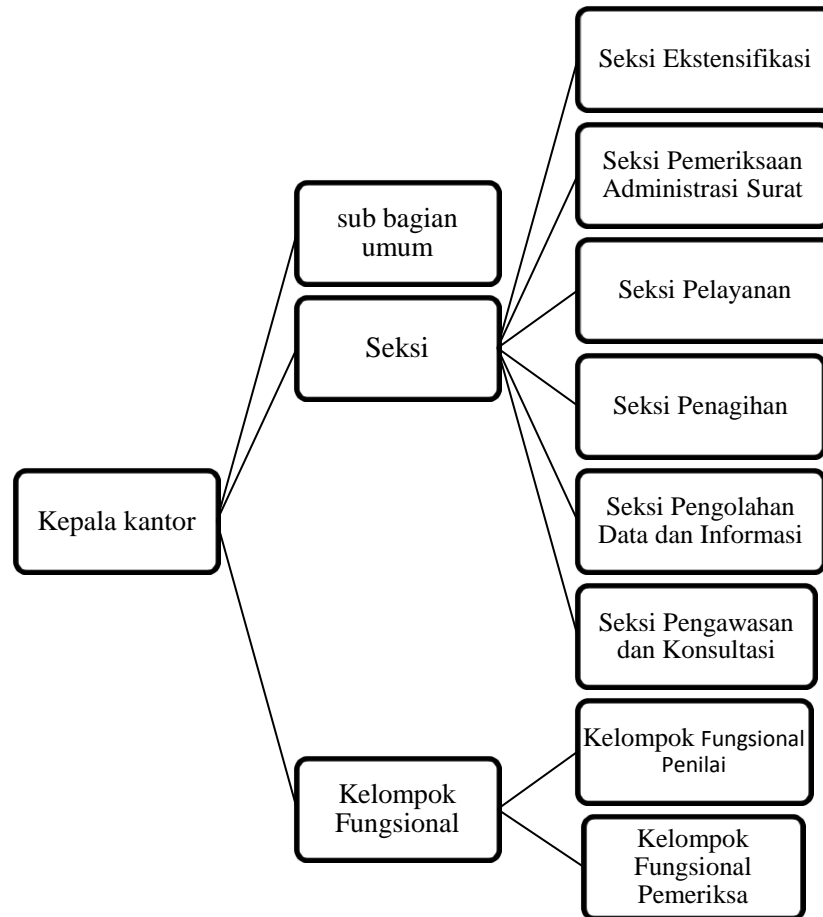 Kepala kantor
sub bagian
umum
Seksi
Seksi Ekstensifikasi
Seksi Pemeriksaan
Administrasi Surat
Seksi Pelayanan
Seksi Penagihan
Seksi Pengolahan
Data dan Informasi
Seksi Pengawasan
dan Konsultasi
Kelompok
Fungsional
Kelompok Fungsional
Penilai
Kelompok
Fungsional
Pemeriksa